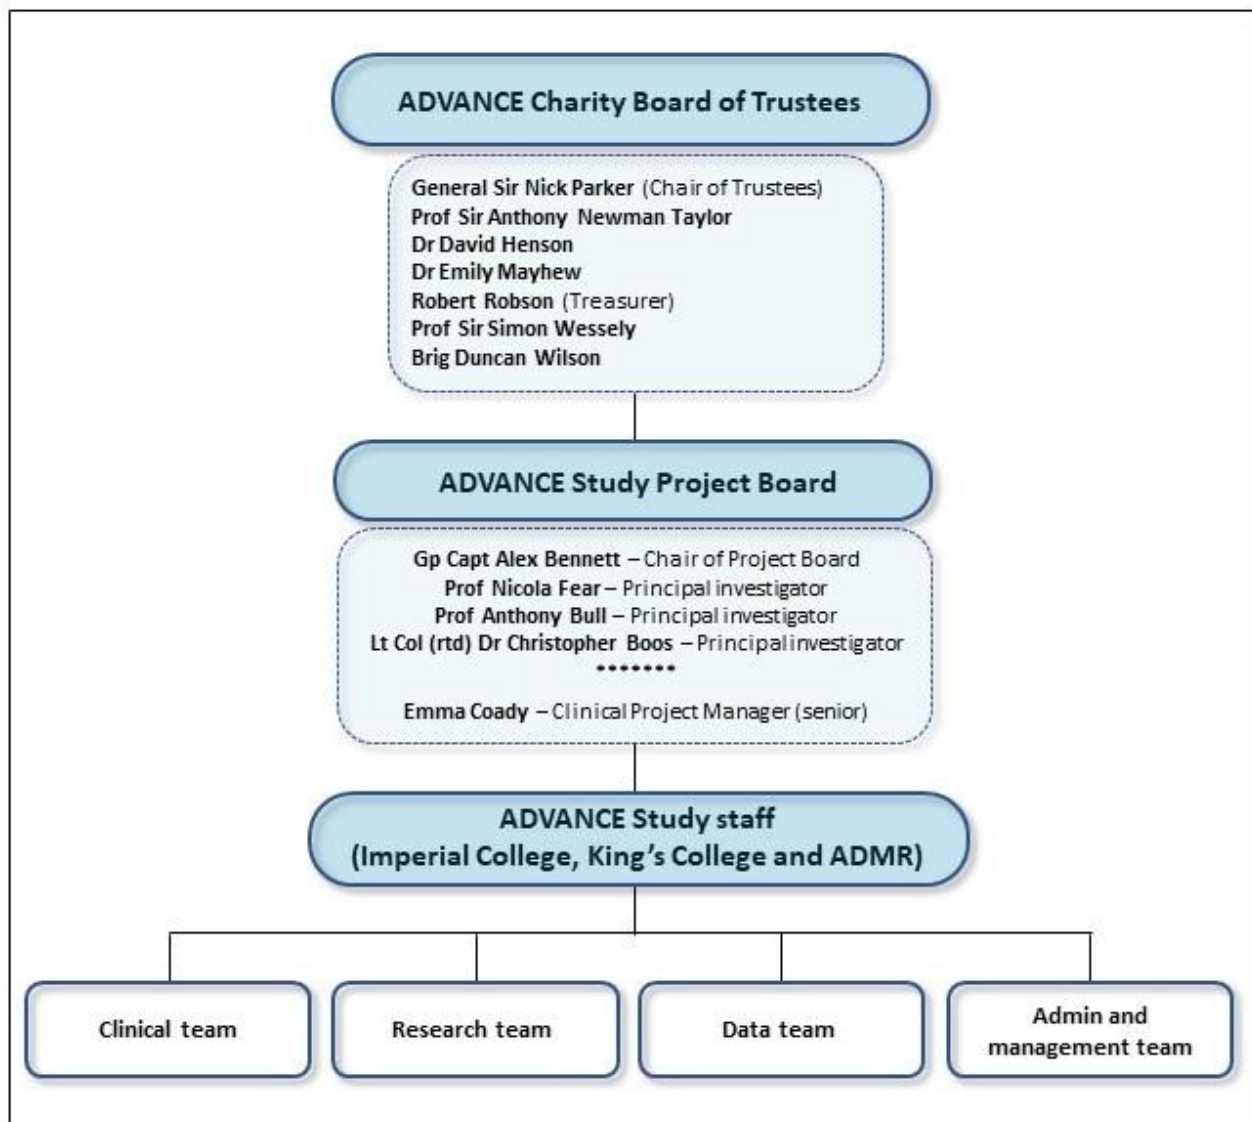 ADVANCE Charity Board of Trustees
General Sir Nick Parker (Chair of Trustees)
Prof Sir Anthony Newman Taylor
Dr David Henson
Dr Emily Mayhew
Robert Robson (Treasurer)
Prof Sir Simon Wessely
Brig Duncan Wilson
ADVANCE Study Project Board
Gp Capt Alex Bennett – Chair of Project Board
Prof Nicola Fear – Principal investigator
Prof Anthony Bull – Principal investigator
Lt Col (rtd) Dr Christopher Boos – Principal investigator
*******
Emma Coady – Clinical Project Manager (senior)
ADVANCE Study staff
(Imperial College, King's College and ADMR)
Clinical team
Research team
Data team
Admin and
management team